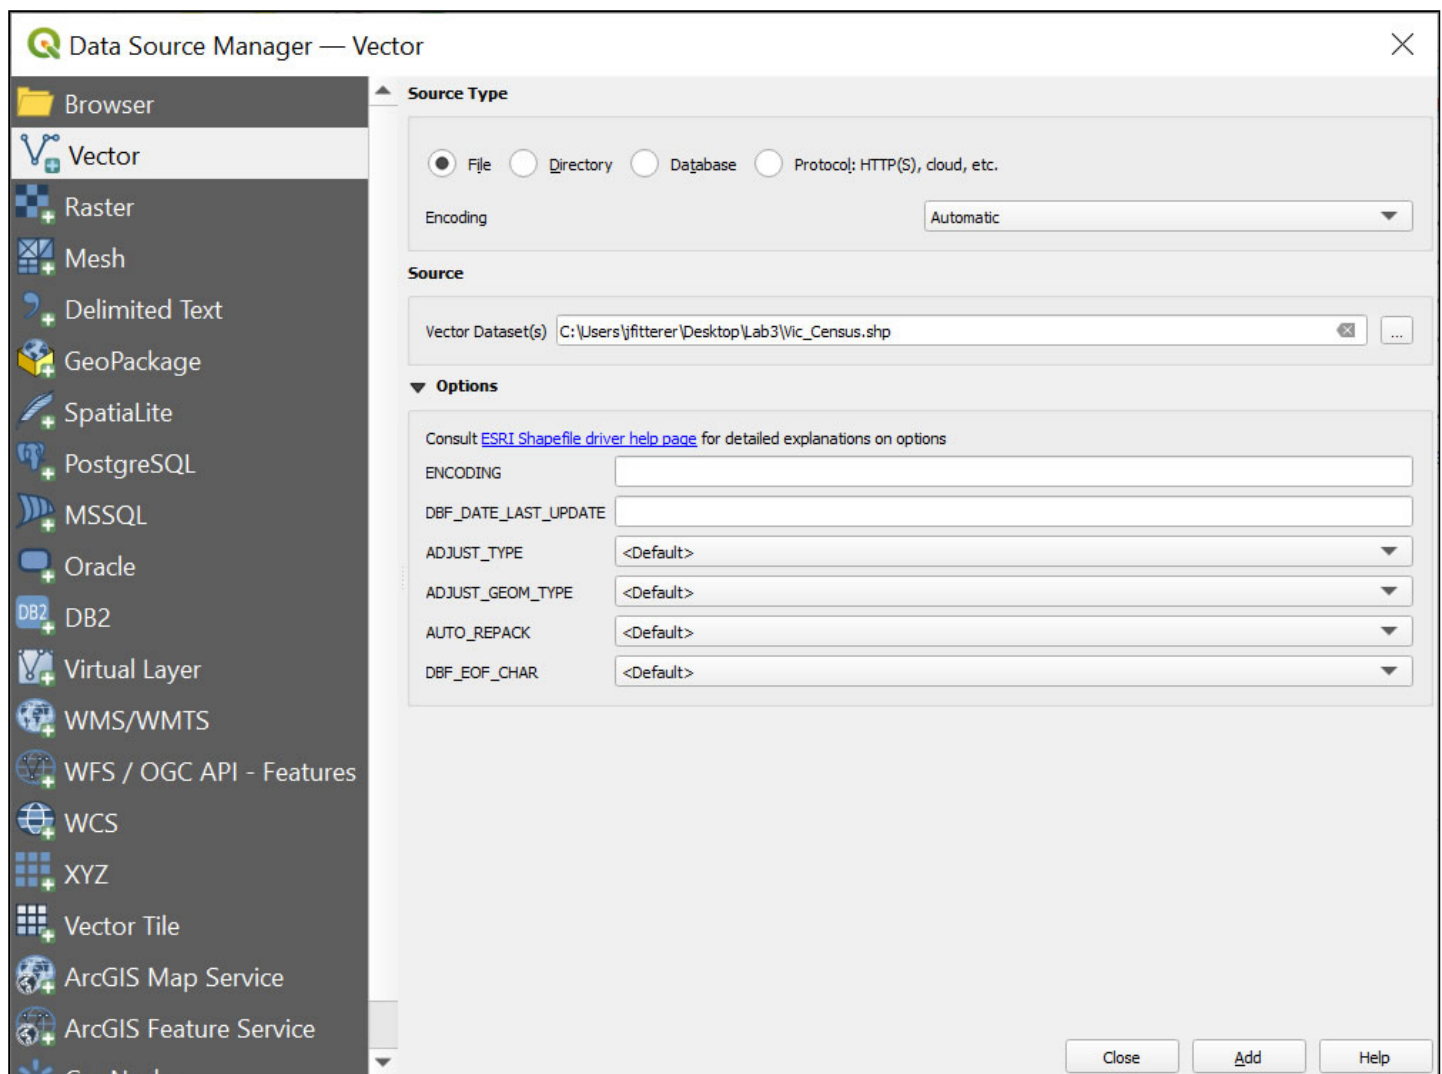 Data Source Manager — Vector
Browser
Vector
Raster
Mesh
Delimited Text
GeoPackage
SpatiaLite
PostgreSQL
MSSQL
Oracle
DB2
DB2
Virtual Layer
WMS/WMTS
WFS / OGC API - Features
WCS
XYZ
Vector Tile
ArcGIS Map Service
ArcGIS Feature Service
Source Type
File Directory Database Protocol: HTTP(S), cloud, etc.
Encoding Automatic
Source
Vector Dataset(s) C:\Users\jfitterer\Desktop\Lab3\Vic_Census.shp ...
Options
Consult ESRI Shapefile driver help page for detailed explanations on options
ENCODING
DBF_DATE_LAST_UPDATE
ADJUST_TYPE <Default>
ADJUST_GEOM_TYPE <Default>
AUTO_REPACK <Default>
DBF_EOF_CHAR <Default>
Close Add Help